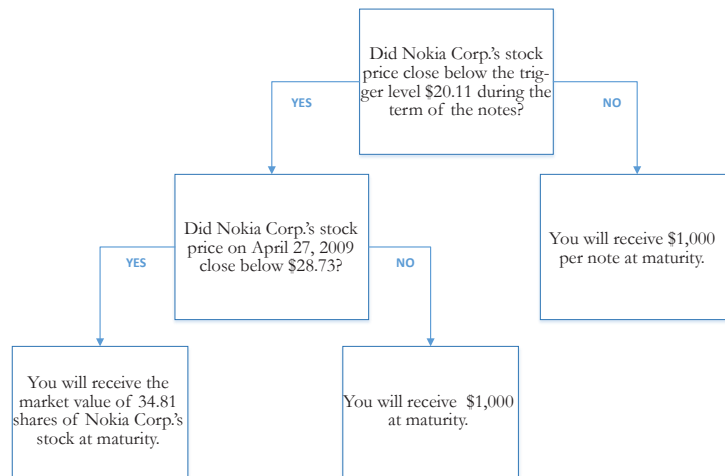 Did Nokia Corp.'s stock
price close below the trig-
ger level $20.11 during the
term of the notes?
YES
NO
Did Nokia Corp.'s stock
price on April 27, 2009
close below $28.73?
You will receive $1,000
per note at maturity.
YES
NO
You will receive the
market value of 34.81
shares of Nokia Corp.'s
stock at maturity.
You will receive $1,000
at maturity.